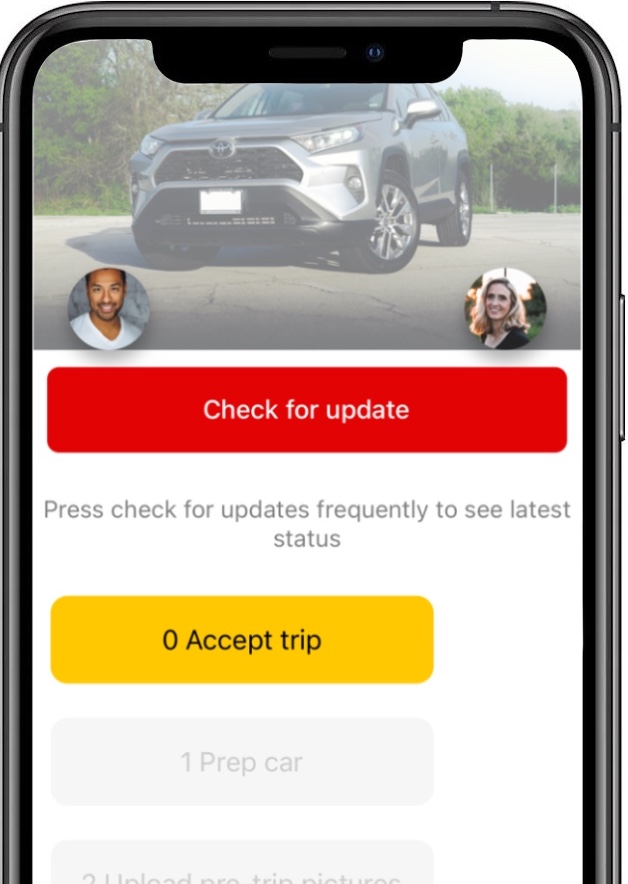 Check for update
Press check for updates frequently to see latest
status
0 Accept trip
1 Prep car
2 Upload pre-trip pictures